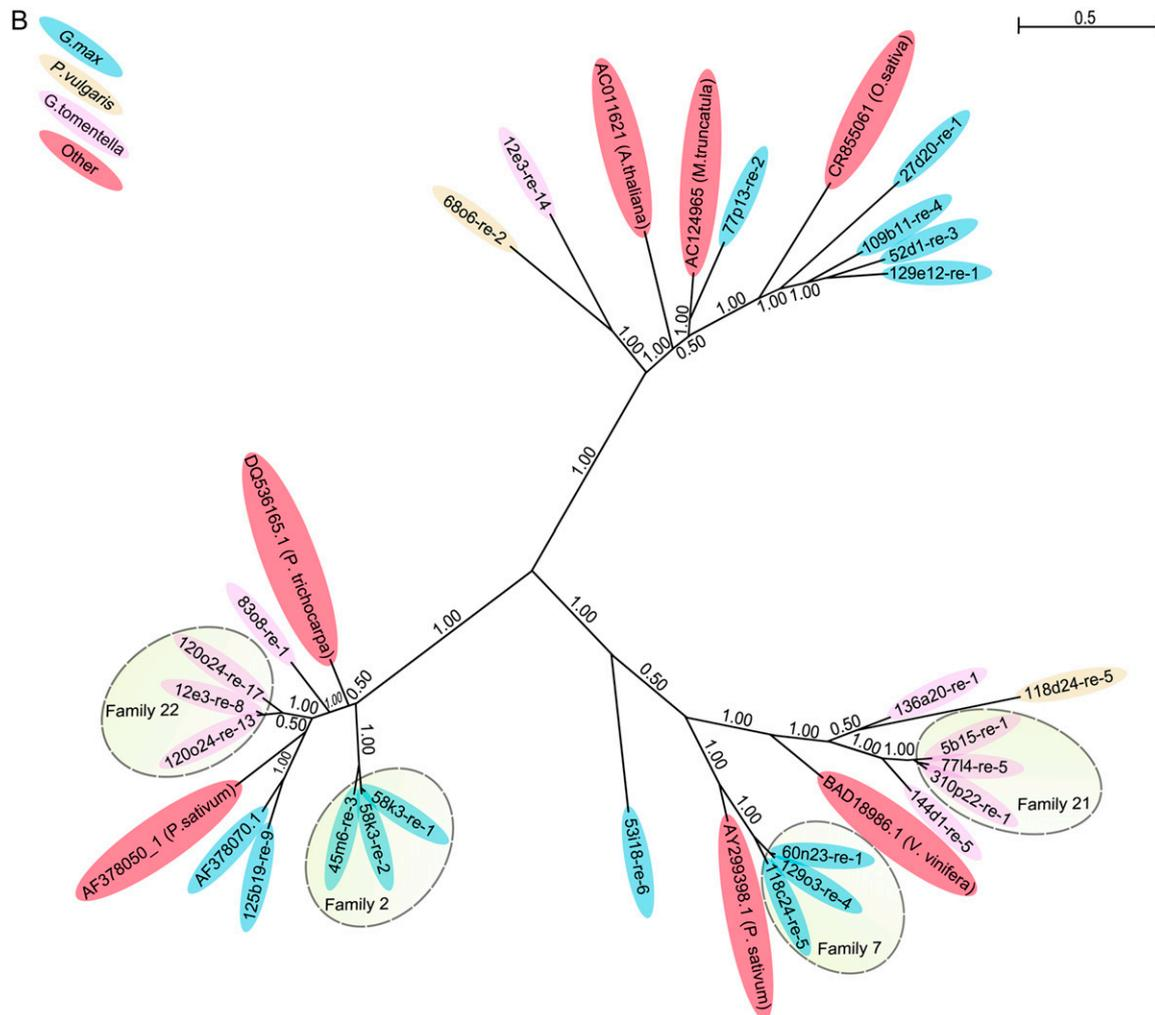 B
G.max
P.vulgaris
G.tomentella
Other
0.5
68o6-re-2
12e3-re-14
AC011621 (A.thaliana)
AC124965 (M.truncatula)
77p13-re-2
CR855061 (O.sativa)
27d20-re-1
109b11-re-4
52d1-re-3
129e12-re-1
1.00
1.00
1.00
0.50
1.00
1.00
1.00
1.00
DQ536165.1 (P. trichocarpa)
83o8-re-1
120o24-re-17
12e3-re-8
120o24-re-13
Family 22
1.00
0.50
1.00
0.50
1.00
1.00
1.00
AF378050_1 (P.sativum)
AF378070.1
125b19-re-9
45m6-re-3
58k3-re-2
58k3-re-1
Family 2
1.00
0.50
53i18-re-6
1.00
1.00
1.00
0.50
1.00
1.00
1.00
136a20-re-1
118d24-re-5
5b15-re-1
77l4-re-5
310p22-re-1
Family 21
144d1-re-5
BAD18986.1 (V. vinifera)
1.00
AY299398.1 (P. sativum)
60n23-re-1
129o3-re-4
118c24-re-5
Family 7